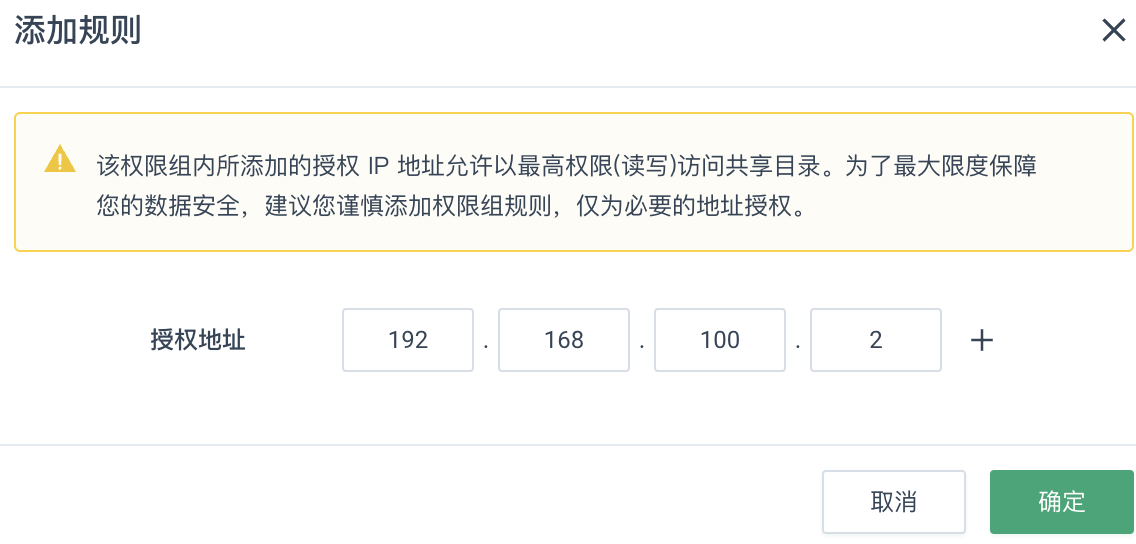 添加规则
该权限组内所添加的授权 IP 地址允许以最高权限(读写)访问共享目录。为了最大限度保障
您的数据安全，建议您谨慎添加权限组规则，仅为必要的地址授权。
授权地址 192 . 168 . 100 . 2 +
取消 确定